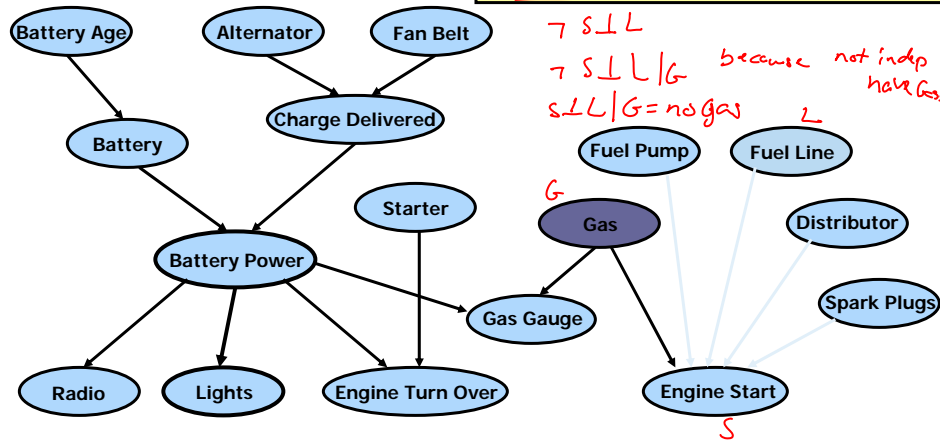 Battery Age
Alternator
Fan Belt
¬ S⊥L
¬ S⊥L|G because not indep
have Gas
S⊥L|G = no gas
Charge Delivered
Battery
Fuel Pump
L
Fuel Line
G
Starter
Gas
Distributor
Battery Power
Spark Plugs
Gas Gauge
Radio
Lights
Engine Turn Over
Engine Start
S